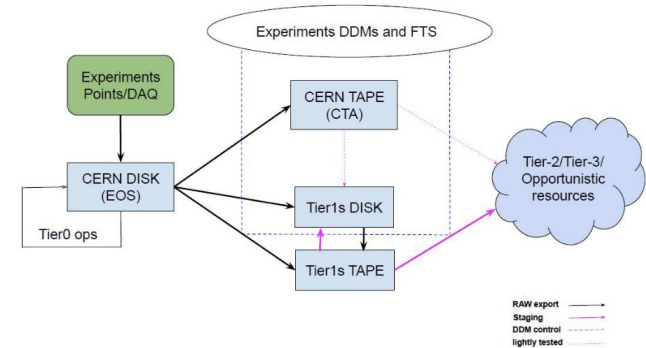 Experiments DDMs and FTS
Experiments
Points/DAQ
CERN TAPE
(CTA)
CERN DISK
(EOS)
Tier-2/Tier-3/
Opportunistic
resources
Tier1s DISK
Tier0 ops
Tier1s TAPE
RAW export
Staging
DDM control
lightly tested